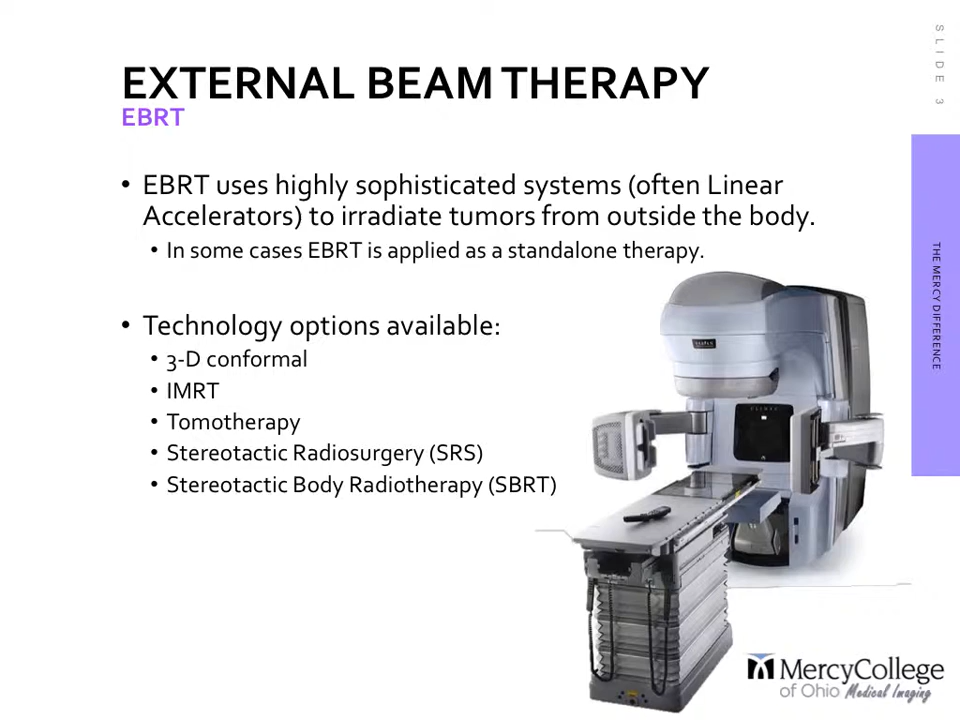 SLIDE 3
EXTERNAL BEAM THERAPY
EBRT
• EBRT uses highly sophisticated systems (often Linear
Accelerators) to irradiate tumors from outside the body.
• In some cases EBRT is applied as a standalone therapy.
• Technology options available:
• 3-D conformal
• IMRT
• Tomotherapy
• Stereotactic Radiosurgery (SRS)
• Stereotactic Body Radiotherapy (SBRT)
THE MERCY DIFFERENCE
VARIAN
CLINAC
MercyCollege
of Ohio Medical Imaging